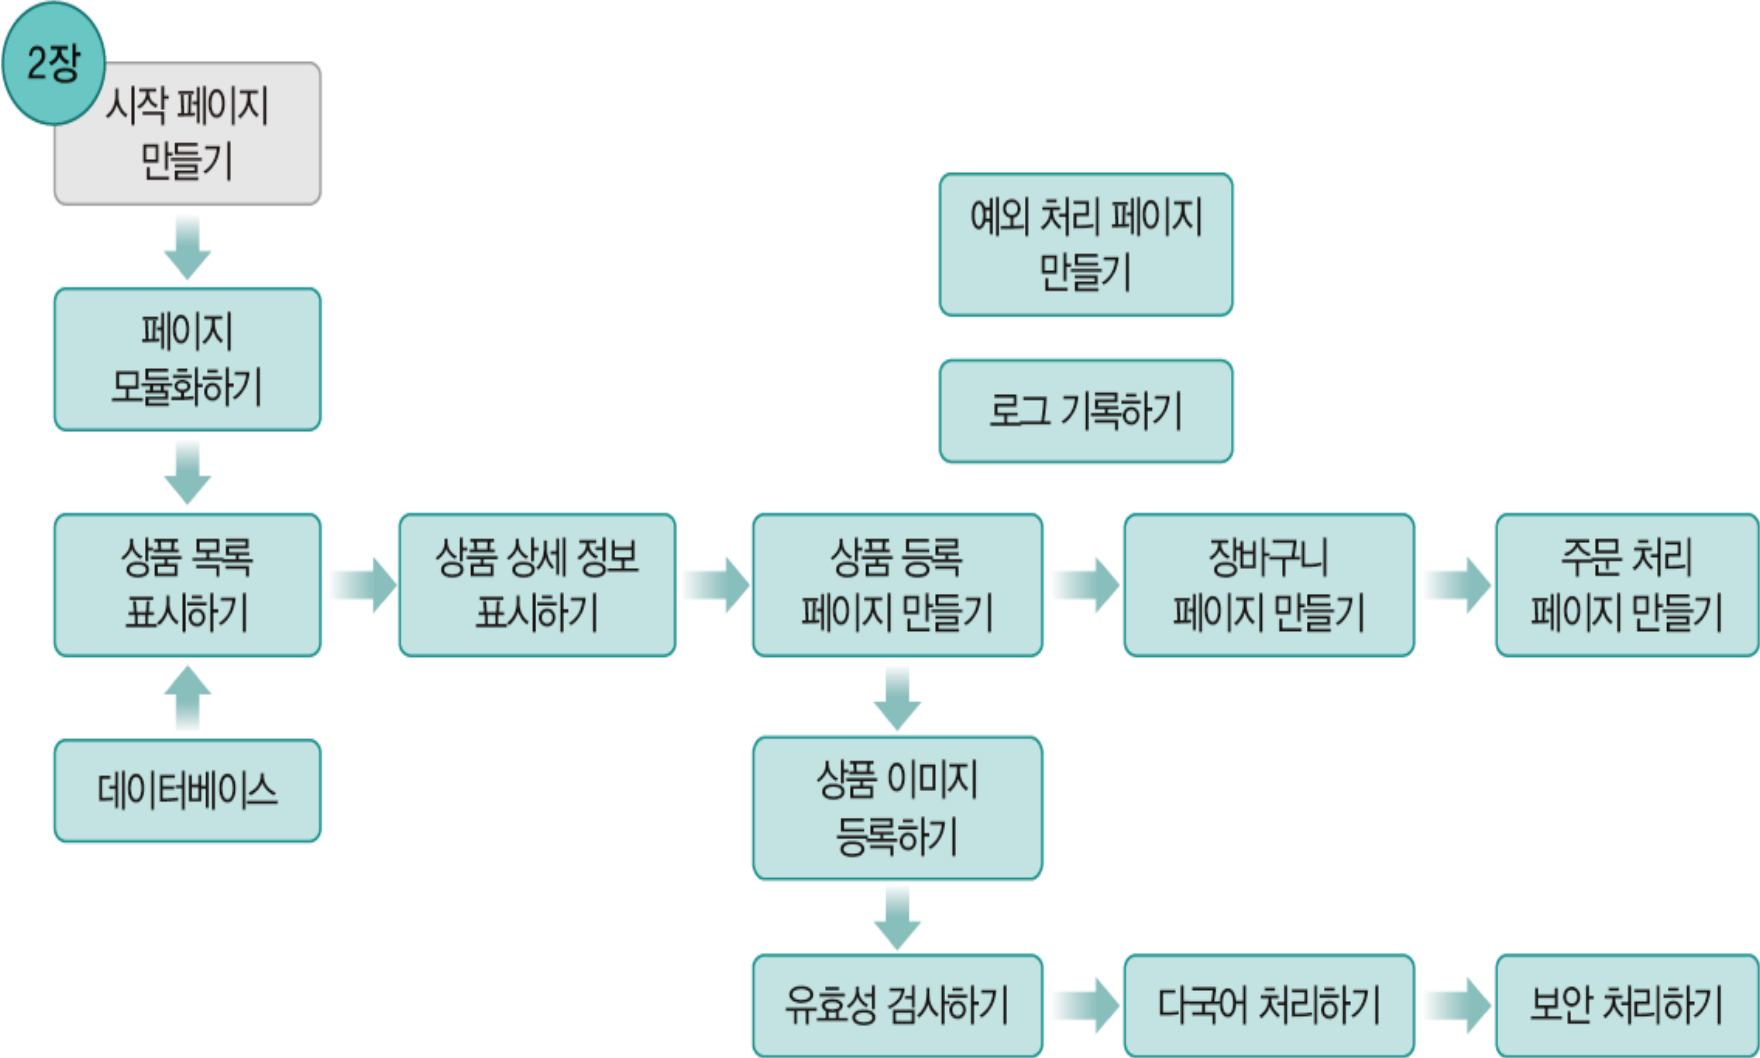 2장
시작 페이지
만들기
예외 처리 페이지
만들기
페이지
모듈화하기
로그 기록하기
상품 목록
표시하기
상품 상세 정보
표시하기
상품 등록
페이지 만들기
장바구니
페이지 만들기
주문 처리
페이지 만들기
데이터베이스
상품 이미지
등록하기
유효성 검사하기
다국어 처리하기
보안 처리하기